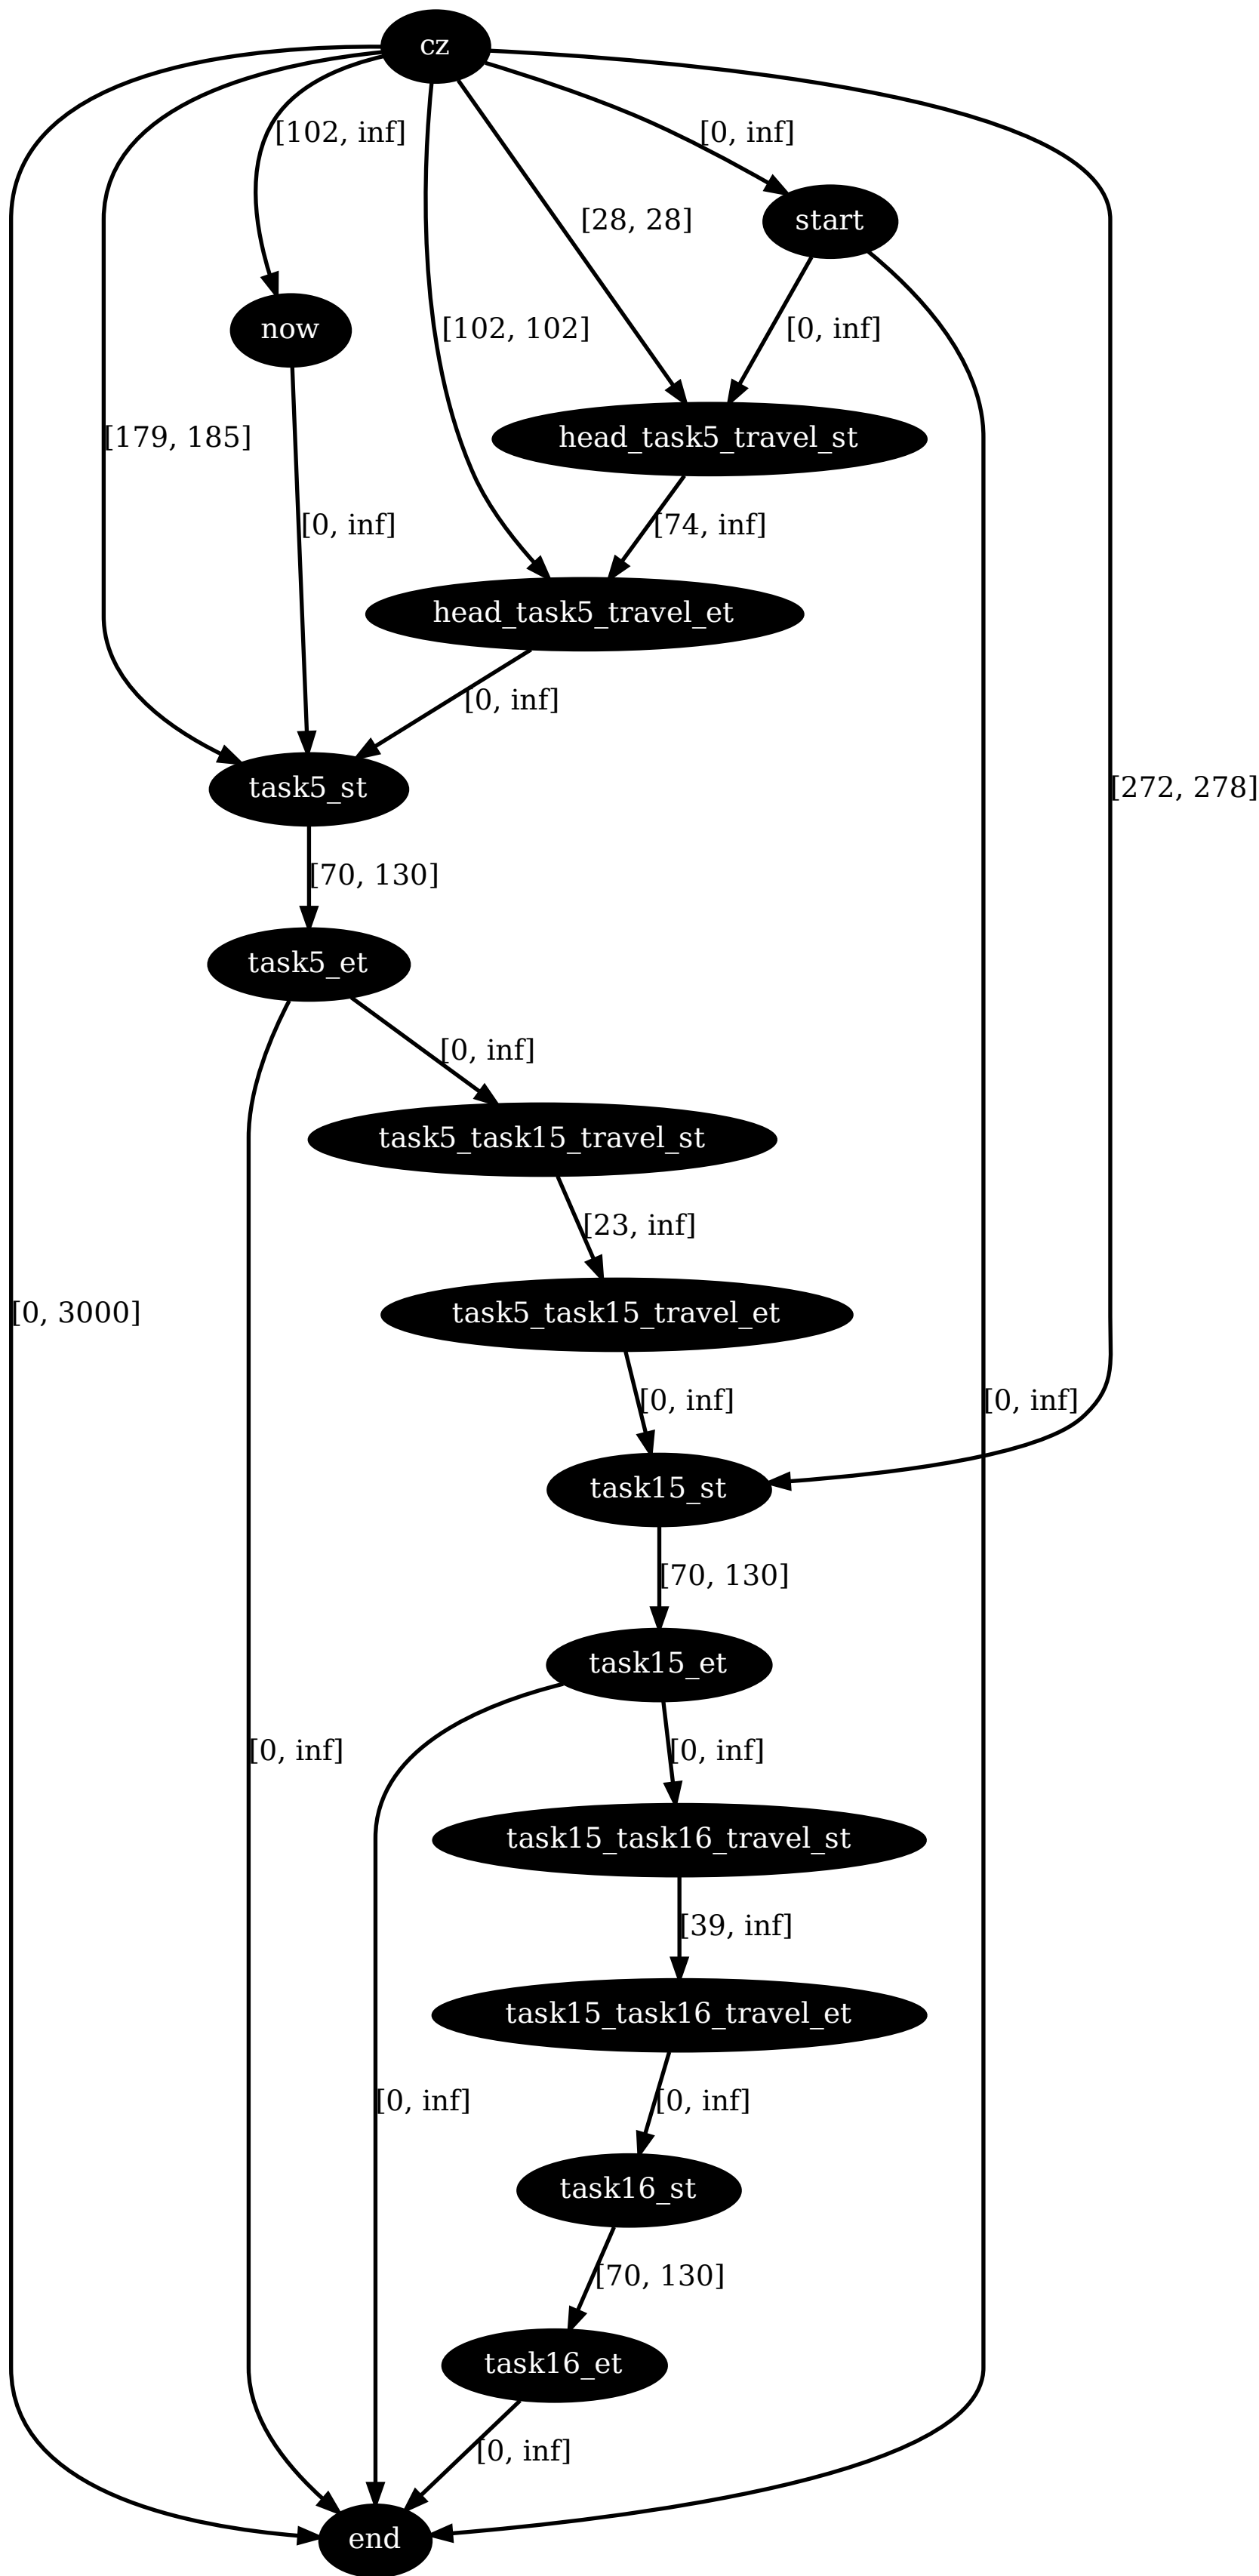 cz
[102, inf]
[0, inf]
[28, 28]
start
now
[102, 102]
[0, inf]
[179, 185]
head_task5_travel_st
[0, inf]
[74, inf]
head_task5_travel_et
[0, inf]
task5_st
[272, 278]
[70, 130]
task5_et
[0, inf]
task5_task15_travel_st
[23, inf]
[0, 3000]
task5_task15_travel_et
[0, inf]
[0, inf]
task15_st
[70, 130]
task15_et
[0, inf]
[0, inf]
task15_task16_travel_st
[39, inf]
task15_task16_travel_et
[0, inf]
[0, inf]
task16_st
[70, 130]
task16_et
[0, inf]
end